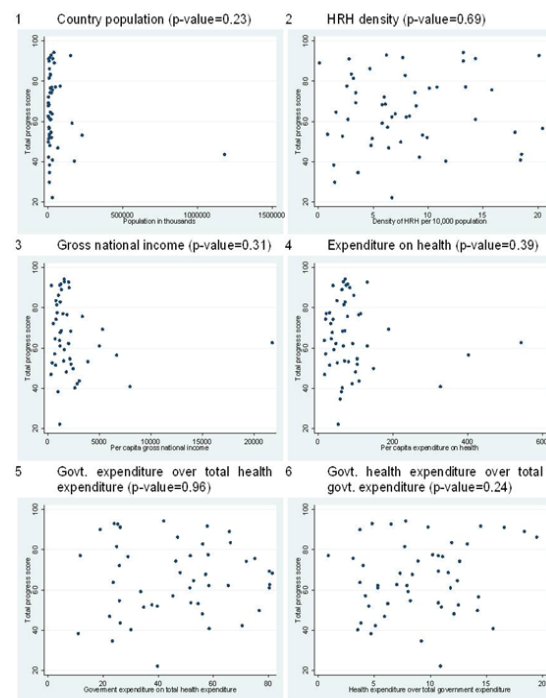 1 Country population (p-value=0.23)
Total progress score
20 40 60 80 100
0 500000 1000000 1500000
Population in thousands
2 HRH density (p-value=0.69)
Total progress score
20 40 60 80 100
0 5 10 15 20
Density of HRH per 10,000 population
3 Gross national income (p-value=0.31)
Total progress score
20 40 60 80 100
0 5000 10000 15000 20000
Per capita gross national income
4 Expenditure on health (p-value=0.39)
Total progress score
20 40 60 80 100
0 200 400 600
Per capita expenditure on health
5 Govt. expenditure over total health
expenditure (p-value=0.96)
Total progress score
20 40 60 80 100
0 20 40 60 80
Government expenditure on total health expenditure
6 Govt. health expenditure over total
govt. expenditure (p-value=0.24)
Total progress score
20 40 60 80 100
0 5 10 15 20
Health expenditure over total government expenditure